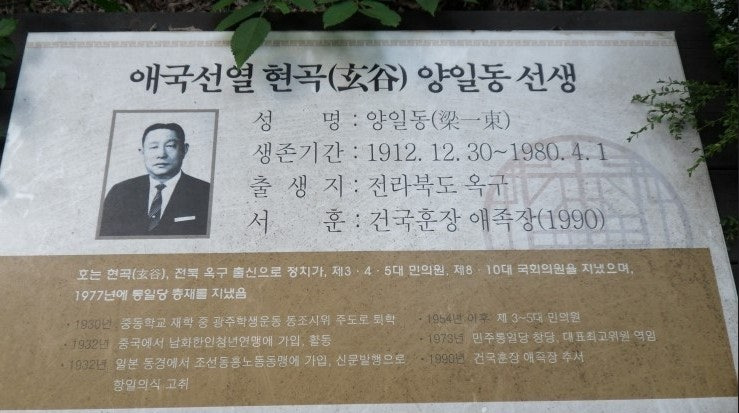 애국선열 현곡(玄谷) 양일동 선생
성 명 : 양일동(梁一東)
생존기간 : 1912. 12. 30~1980. 4. 1
출 생 지 : 전라북도 옥구
서 훈 : 건국훈장 애족장(1990)
호는 현곡(玄谷), 전북 옥구 출신으로 정치가, 제3·4·5대 민의원, 제8·10대 국회의원을 지냈으며,
1977년에 통일당 총재를 지냈음
·1930년 중동학교 재학 중 광주학생운동 동조시위 주도로 퇴학
·1932년 중국에서 남화한인청년연맹에 가입, 활동
·1932년 일본 동경에서 조선동흥노동동맹에 가입, 신문발행으로
항일의식 고취
·1954년 이후 제 3~5대 민의원
·1973년 민주통일당 창당, 대표최고위원 역임
·1990년 건국훈장 애족장 추서